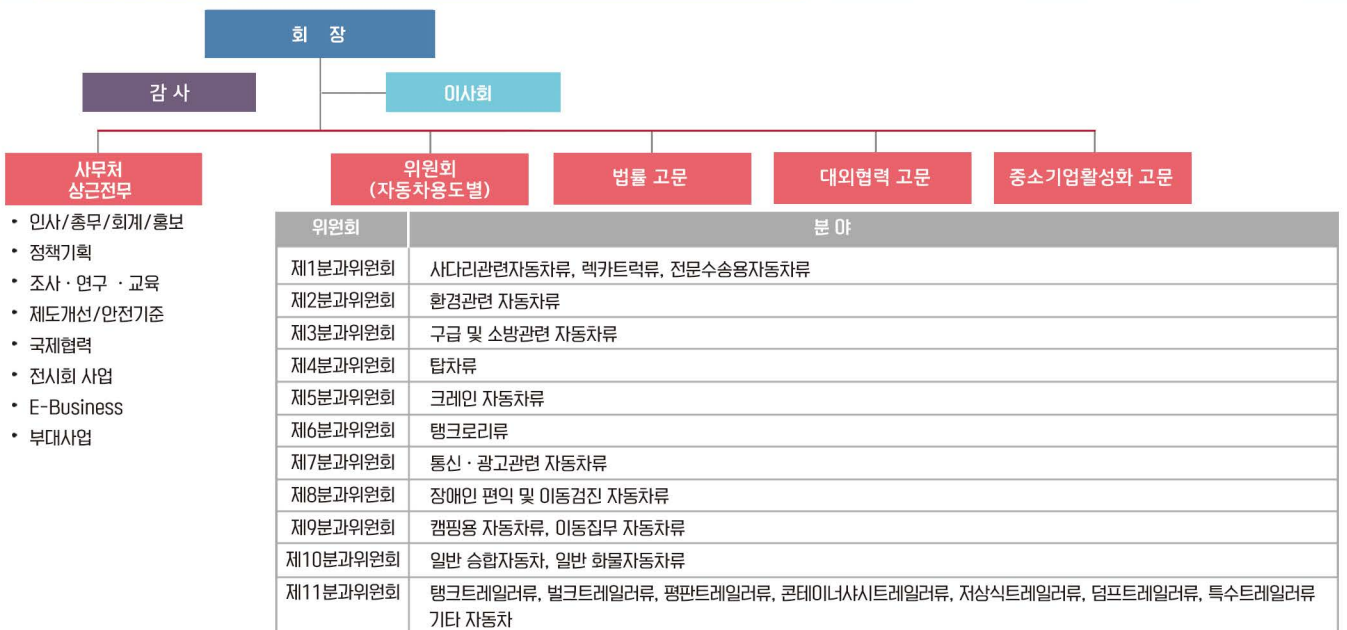 회 장
감 사
이사회
사무처
상근전무
위원회
(자동차용도별)
법률 고문
대외협력 고문
중소기업활성화 고문
• 인사/총무/회계/홍보
• 정책기획
• 조사 · 연구 · 교육
• 제도개선/안전기준
• 국제협력
• 전시회 사업
• E-Business
• 부대사업
위원회 분 야
제1분과위원회 사다리관련자동차류, 렉카트럭류, 전문수송용자동차류
제2분과위원회 환경관련 자동차류
제3분과위원회 구급 및 소방관련 자동차류
제4분과위원회 탑차류
제5분과위원회 크레인 자동차류
제6분과위원회 탱크로리류
제7분과위원회 통신 · 광고관련 자동차류
제8분과위원회 장애인 편익 및 이동검진 자동차류
제9분과위원회 캠핑용 자동차류, 이동집무 자동차류
제10분과위원회 일반 승합자동차, 일반 화물자동차류
제11분과위원회 탱크트레일러류, 벌크트레일러류, 평판트레일러류, 콘테이너샤시트레일러류, 저상식트레일러류, 덤프트레일러류, 특수트레일러류
기타 자동차